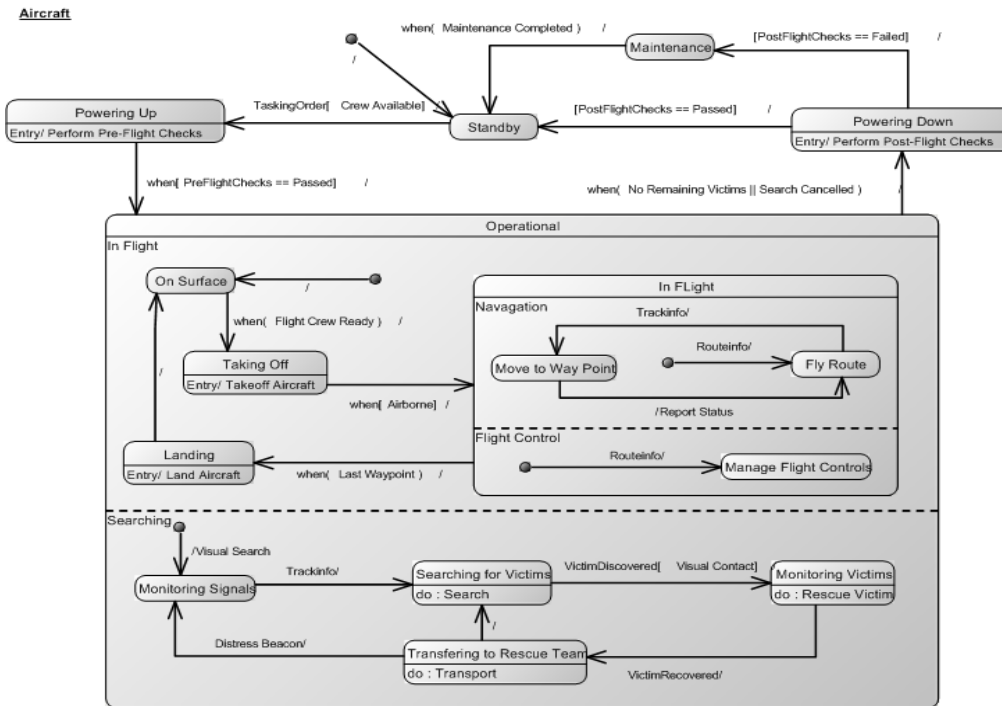 Aircraft
when( Maintenance Completed ) /
Maintenance
[PostFlightChecks == Failed] /
/
TaskingOrder[ Crew Available]
Powering Up
Entry/ Perform Pre-Flight Checks
Standby
[PostFlightChecks == Passed] /
Powering Down
Entry/ Perform Post-Flight Checks
when[ PreFlightChecks == Passed] /
when( No Remaining Victims || Search Cancelled ) /
Operational
In Flight
On Surface
/
when( Flight Crew Ready ) /
Taking Off
Entry/ Takeoff Aircraft
when[ Airborne] /
/
Landing
Entry/ Land Aircraft
when( Last Waypoint ) /
In FLight
Navagation
Trackinfo/
Routeinfo/
Move to Way Point
Fly Route
/Report Status
Flight Control
Routeinfo/
Manage Flight Controls
Searching
/Visual Search
Monitoring Signals
Trackinfo/
Searching for Victims
do : Search
VictimDiscovered[ Visual Contact]
Monitoring Victims
do : Rescue Victim
/
Distress Beacon/
Transfering to Rescue Team
do : Transport
VictimRecovered/